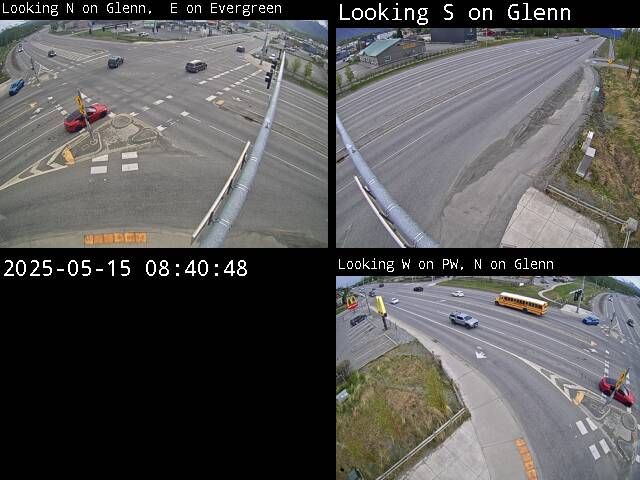 Looking N on Glenn,  E on Evergreen
Looking S on Glenn
2025-05-15 08:40:48
Looking W on PW, N on Glenn